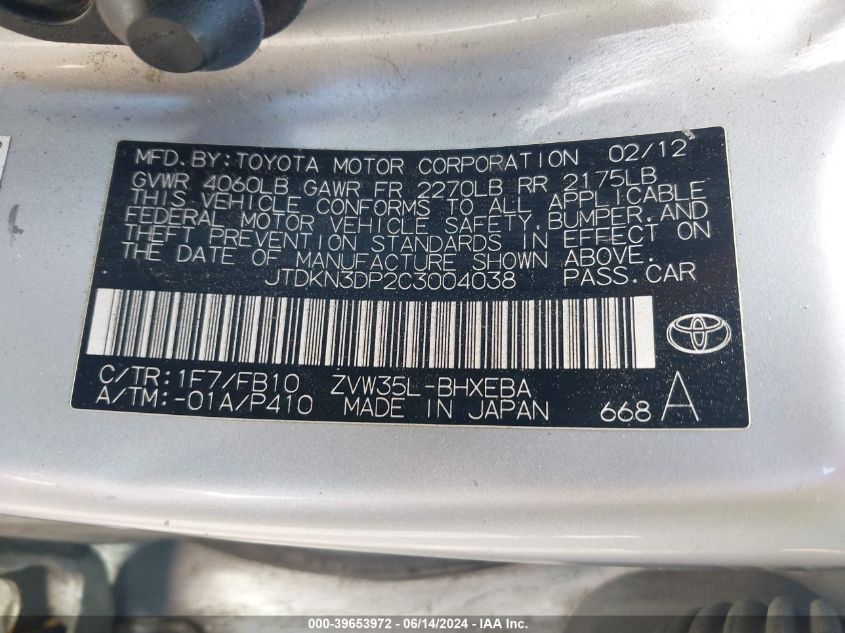 MFD.BY:TOYOTA MOTOR CORPORATION 02/12
GVWR 4060LB GAWR FR 2270LB RR 2175LB
THIS VEHICLE CONFORMS TO ALL APPLICABLE
FEDERAL MOTOR VEHICLE SAFETY,BUMPER,AND
THEFT PREVENTION STANDARDS IN EFFECT ON
THE DATE OF MANUFACTURE SHOWN ABOVE.
JTDKN3DP2C3004038 PASS.CAR
C/TR:1F7/FB10 ZVW35L-BHXEBA
A/TM:-01A/P410 MADE IN JAPAN 668 A
000-39653972 / 06/14/2024 / IAA Inc.